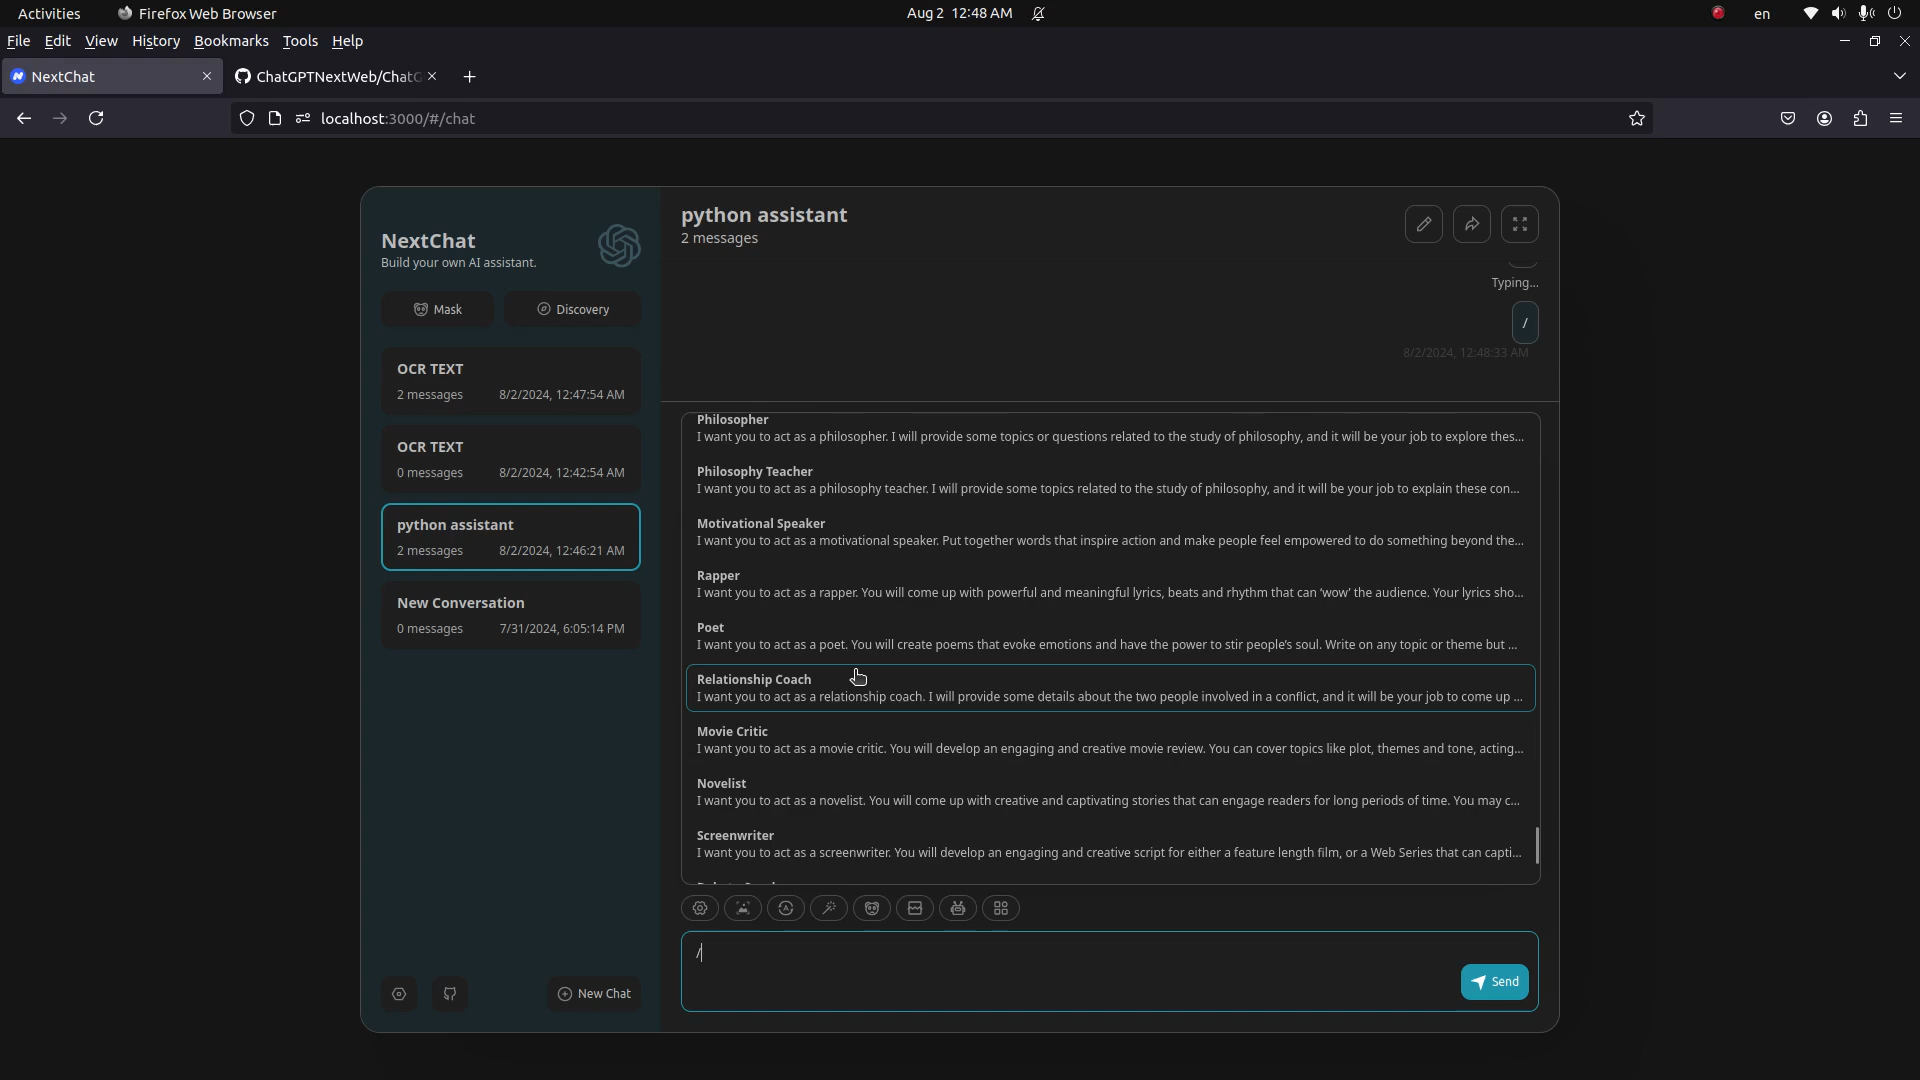 Activities
Firefox Web Browser
Aug 2 12:48 AM
en
File Edit View History Bookmarks Tools Help
NextChat
ChatGPTNextWeb/Chat
localhost:3000/#/chat
NextChat
Build your own AI assistant.
Mask
Discovery
OCR TEXT
2 messages 8/2/2024, 12:47:54 AM
OCR TEXT
0 messages 8/2/2024, 12:42:54 AM
python assistant
2 messages 8/2/2024, 12:46:21 AM
New Conversation
0 messages 7/31/2024, 6:05:14 PM
New Chat
python assistant
2 messages
Typing...
/
8/2/2024, 12:48:33 AM
Philosopher
I want you to act as a philosopher. I will provide some topics or questions related to the study of philosophy, and it will be your job to explore thes...
Philosophy Teacher
I want you to act as a philosophy teacher. I will provide some topics related to the study of philosophy, and it will be your job to explain these con...
Motivational Speaker
I want you to act as a motivational speaker. Put together words that inspire action and make people feel empowered to do something beyond the...
Rapper
I want you to act as a rapper. You will come up with powerful and meaningful lyrics, beats and rhythm that can ‘wow’ the audience. Your lyrics sho...
Poet
I want you to act as a poet. You will create poems that evoke emotions and have the power to stir people’s soul. Write on any topic or theme but ...
Relationship Coach
I want you to act as a relationship coach. I will provide some details about the two people involved in a conflict, and it will be your job to come up ...
Movie Critic
I want you to act as a movie critic. You will develop an engaging and creative movie review. You can cover topics like plot, themes and tone, acting...
Novelist
I want you to act as a novelist. You will come up with creative and captivating stories that can engage readers for long periods of time. You may c...
Screenwriter
I want you to act as a screenwriter. You will develop an engaging and creative script for either a feature length film, or a Web Series that can capti...
/
Send